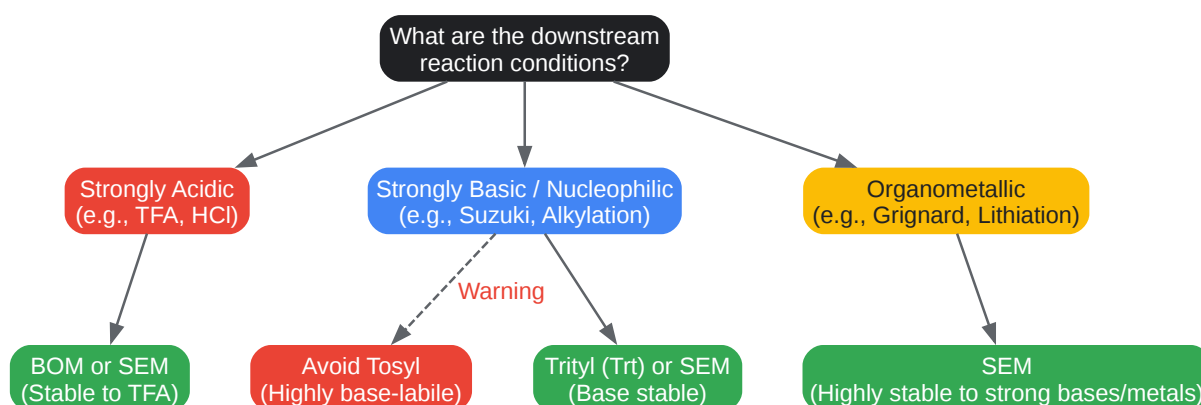 What are the downstream
reaction conditions?
Strongly Acidic
(e.g., TFA, HCl)
Strongly Basic / Nucleophilic
(e.g., Suzuki, Alkylation)
Organometallic
(e.g., Grignard, Lithiation)
Warning
BOM or SEM
(Stable to TFA)
Avoid Tosyl
(Highly base-labile)
Trityl (Trt) or SEM
(Base stable)
SEM
(Highly stable to strong bases/metals)